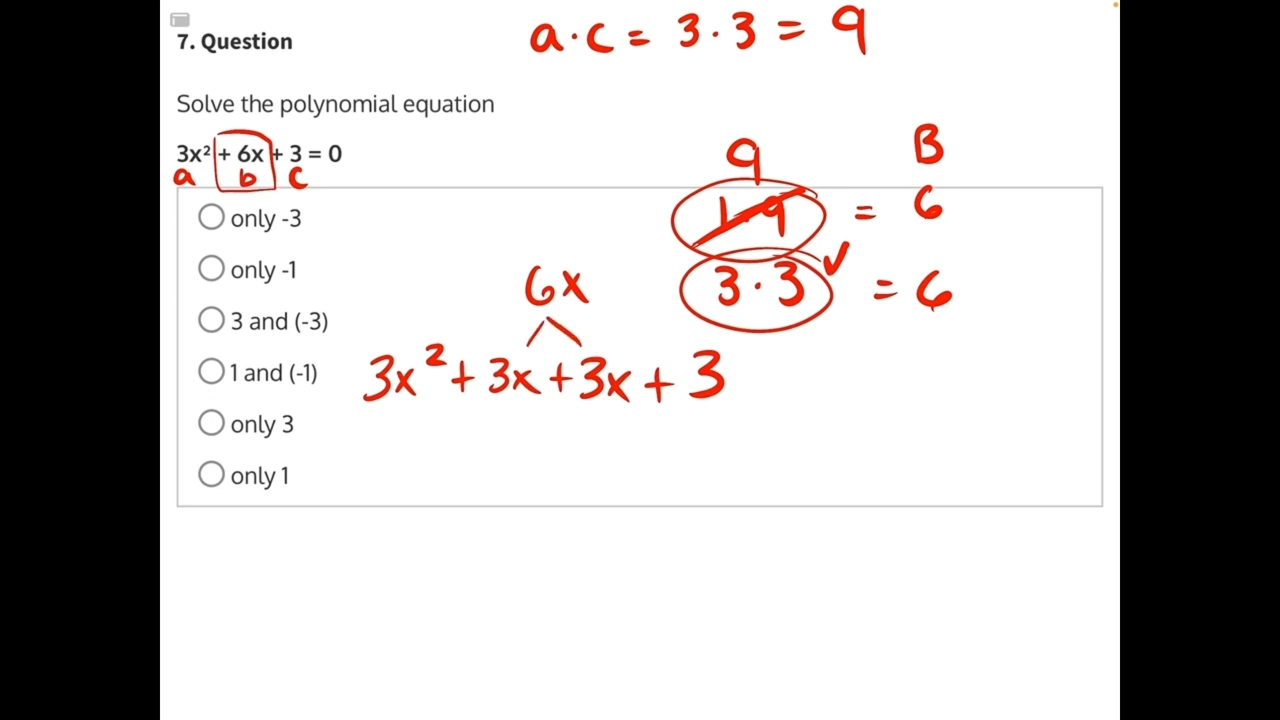 7. Question
a·c = 3·3 = 9
Solve the polynomial equation
3x² + 6x + 3 = 0
a b c
9 B
1·9 = 6
3·3 ✓ = 6
6x
3x² + 3x + 3x + 3
only -3
only -1
3 and (-3)
1 and (-1)
only 3
only 1